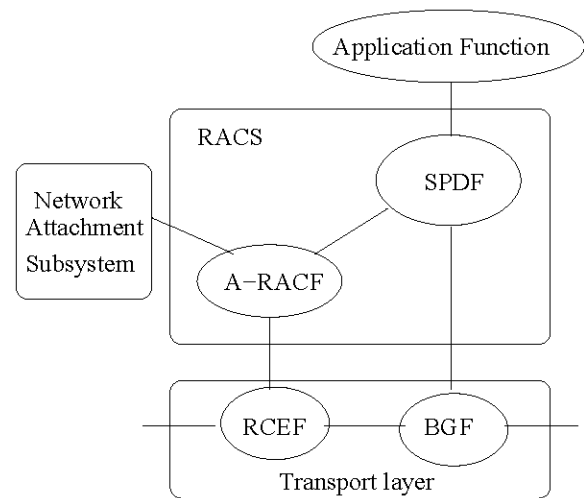 Application Function
RACS
SPDF
Network
Attachment
Subsystem
A−RACF
RCEF
BGF
Transport layer